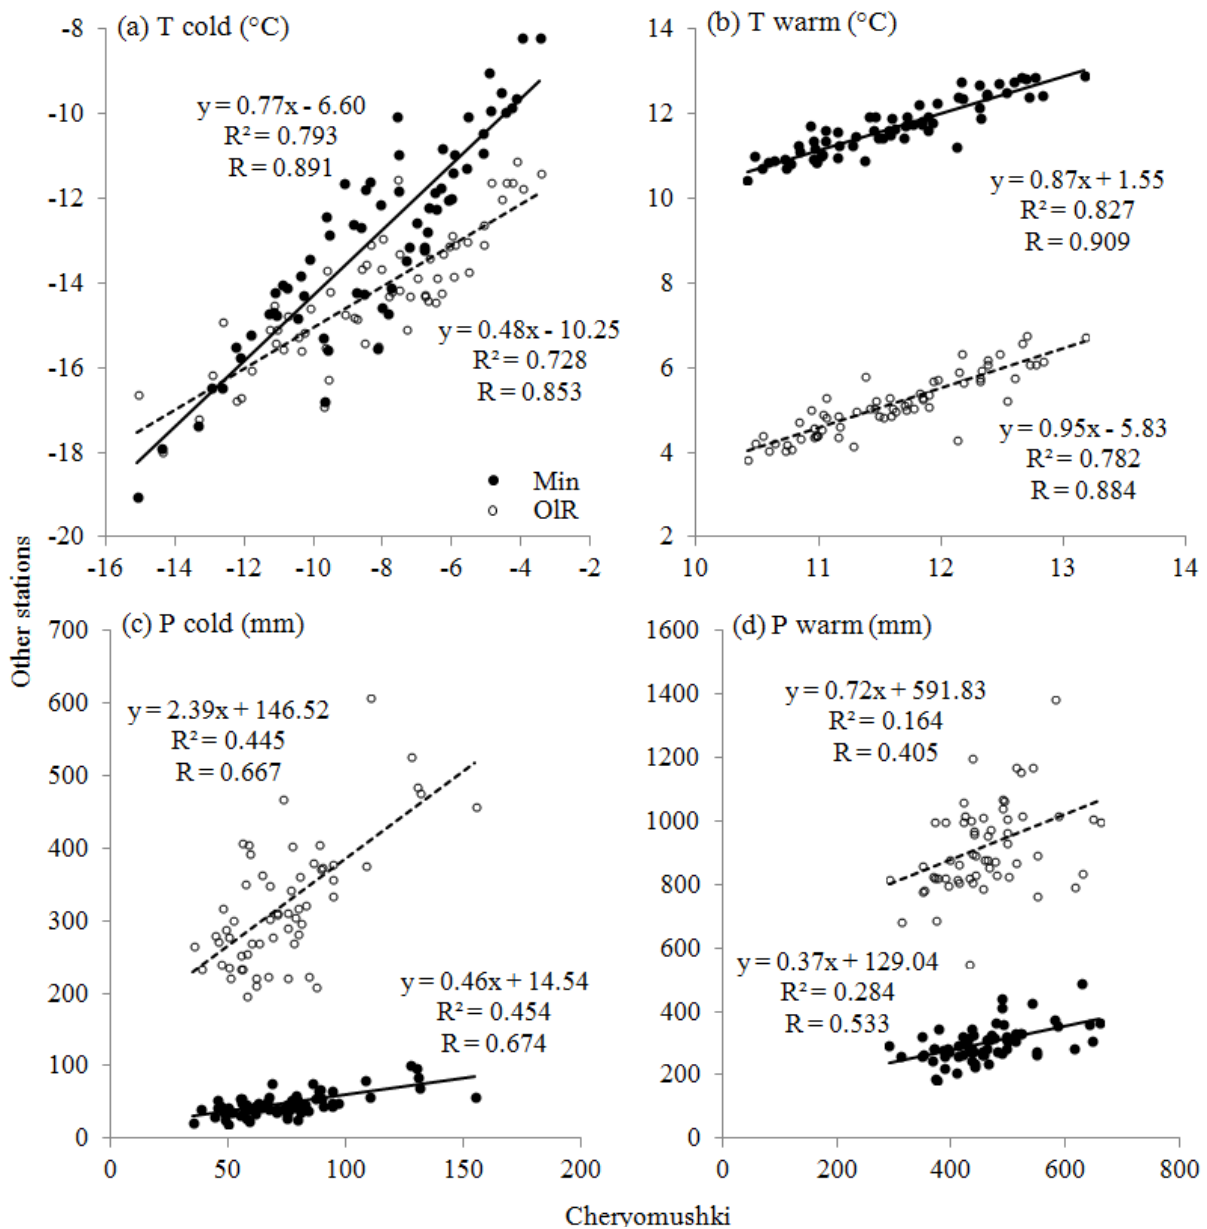 (a) T cold (°C)
-8
-10
-12
-14
-16
-18
-20
y = 0.77x - 6.60
R² = 0.793
R = 0.891
y = 0.48x - 10.25
R² = 0.728
R = 0.853
Min
OlR
-16 -14 -12 -10 -8 -6 -4 -2
(b) T warm (°C)
14
12
10
8
6
4
2
y = 0.87x + 1.55
R² = 0.827
R = 0.909
y = 0.95x - 5.83
R² = 0.782
R = 0.884
10 11 12 13 14
Other stations
(c) P cold (mm)
700
600
500
400
300
200
100
0
y = 2.39x + 146.52
R² = 0.445
R = 0.667
y = 0.46x + 14.54
R² = 0.454
R = 0.674
0 50 100 150 200
(d) P warm (mm)
1600
1400
1200
1000
800
600
400
200
0
y = 0.72x + 591.83
R² = 0.164
R = 0.405
y = 0.37x + 129.04
R² = 0.284
R = 0.533
0 200 400 600 800
Cheryomushki